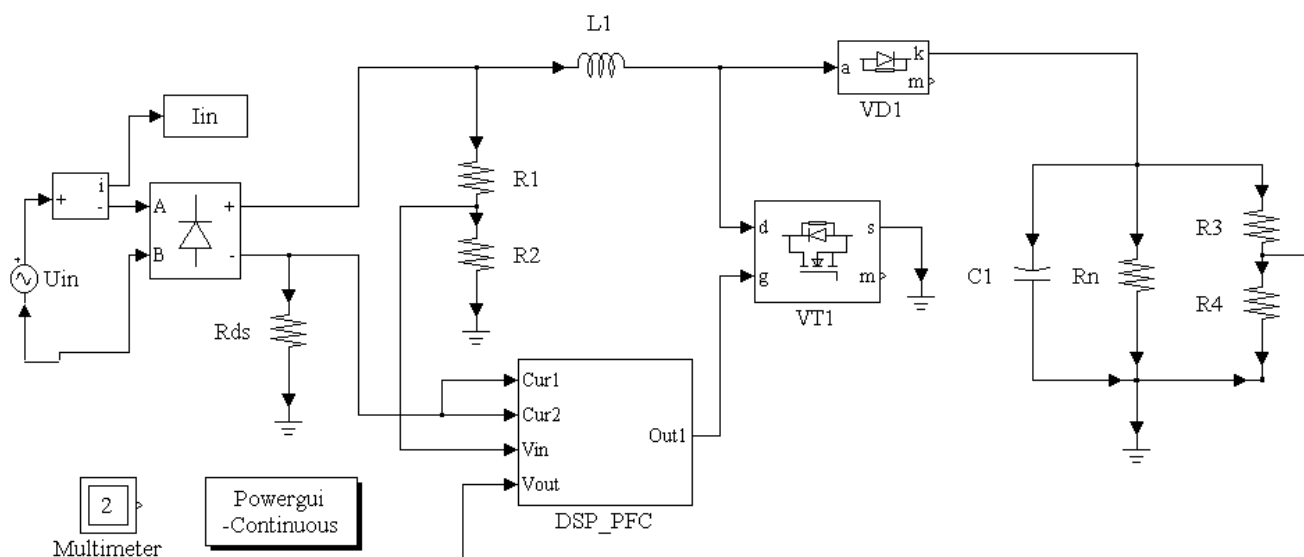 L1
a
k
m
VD1
Iin
i
+
-
A
B
+
-
+
Uin
R1
R2
Rds
d
g
s
m
VT1
C1
Rn
R3
R4
Cur1
Cur2
Vin
Vout
Out1
DSP_PFC
2
Multimeter
Powergui
-Continuous